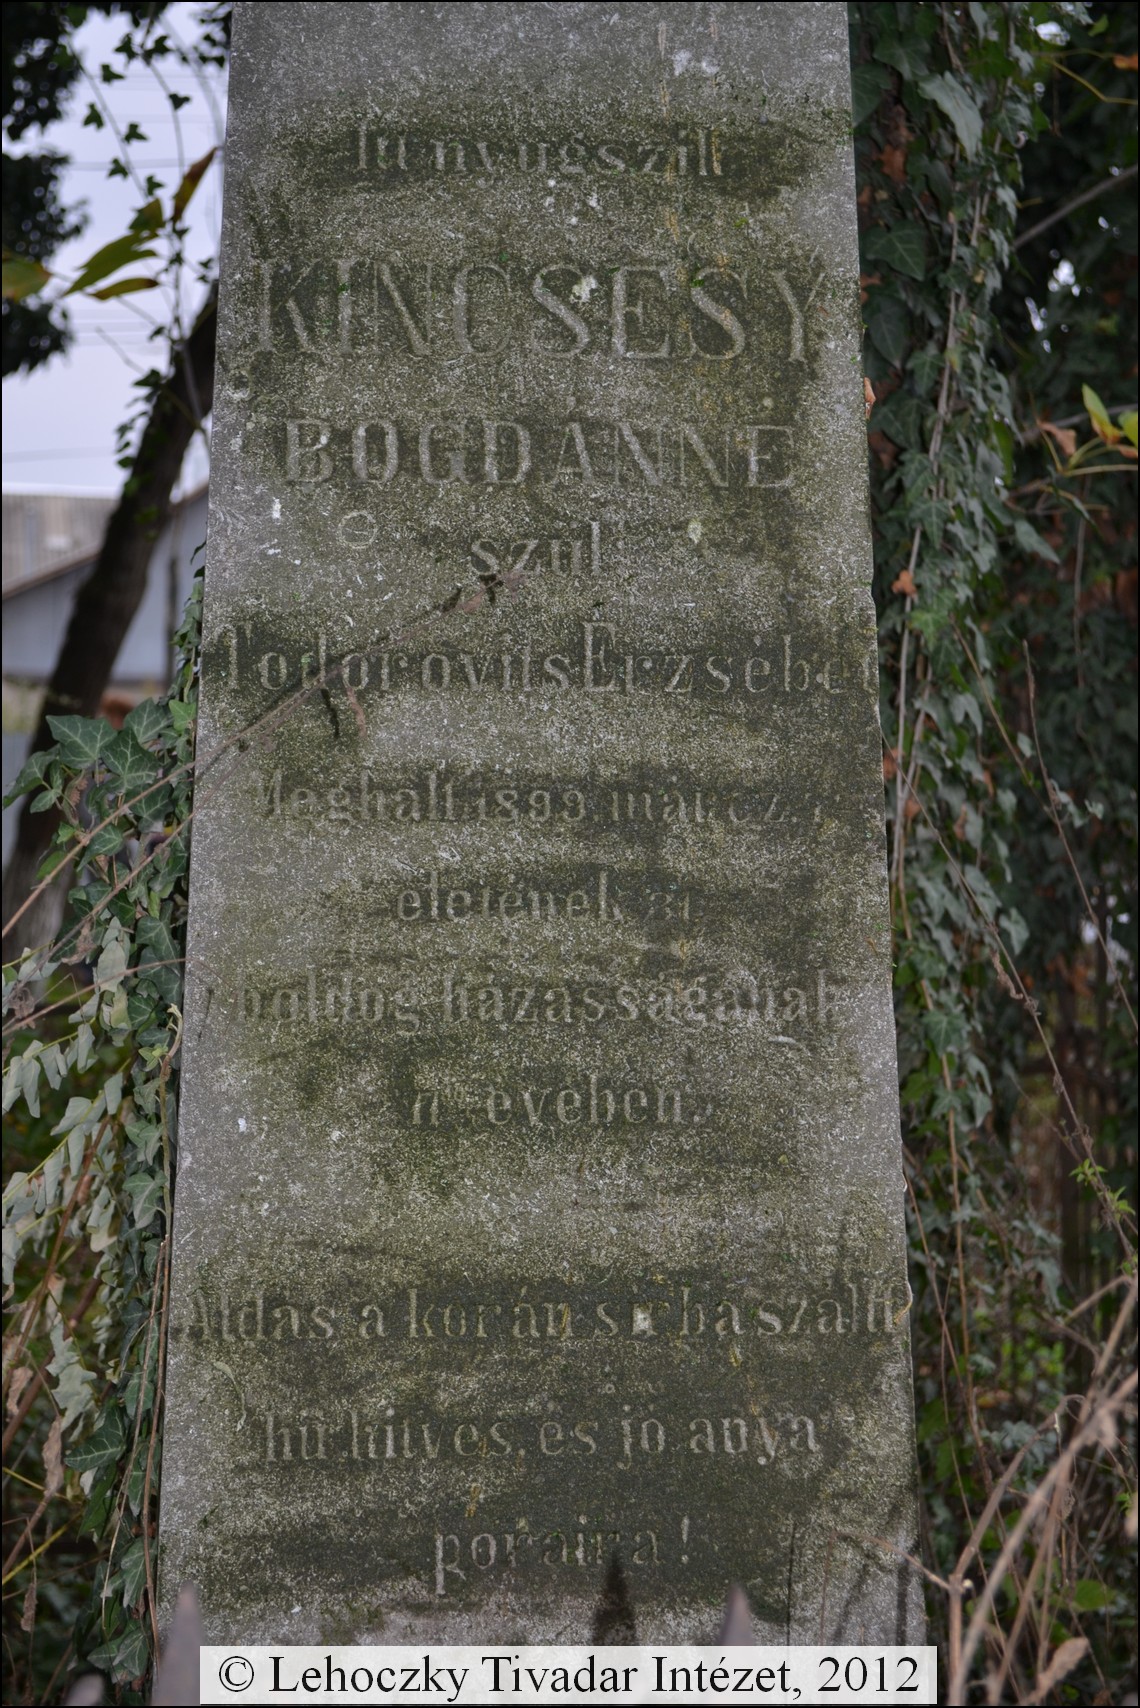 Itt nyugszik
KINCSESY
BOGDÁNNÉ
szül
Todorovits Erzsébet
Meghalt 1899. márcz.
életének 31
boldog házasságának
évében.
Áldás a korán sírba szállt
hű hitves, és jó anya
poraira!
© Lehoczky Tivadar Intézet, 2012